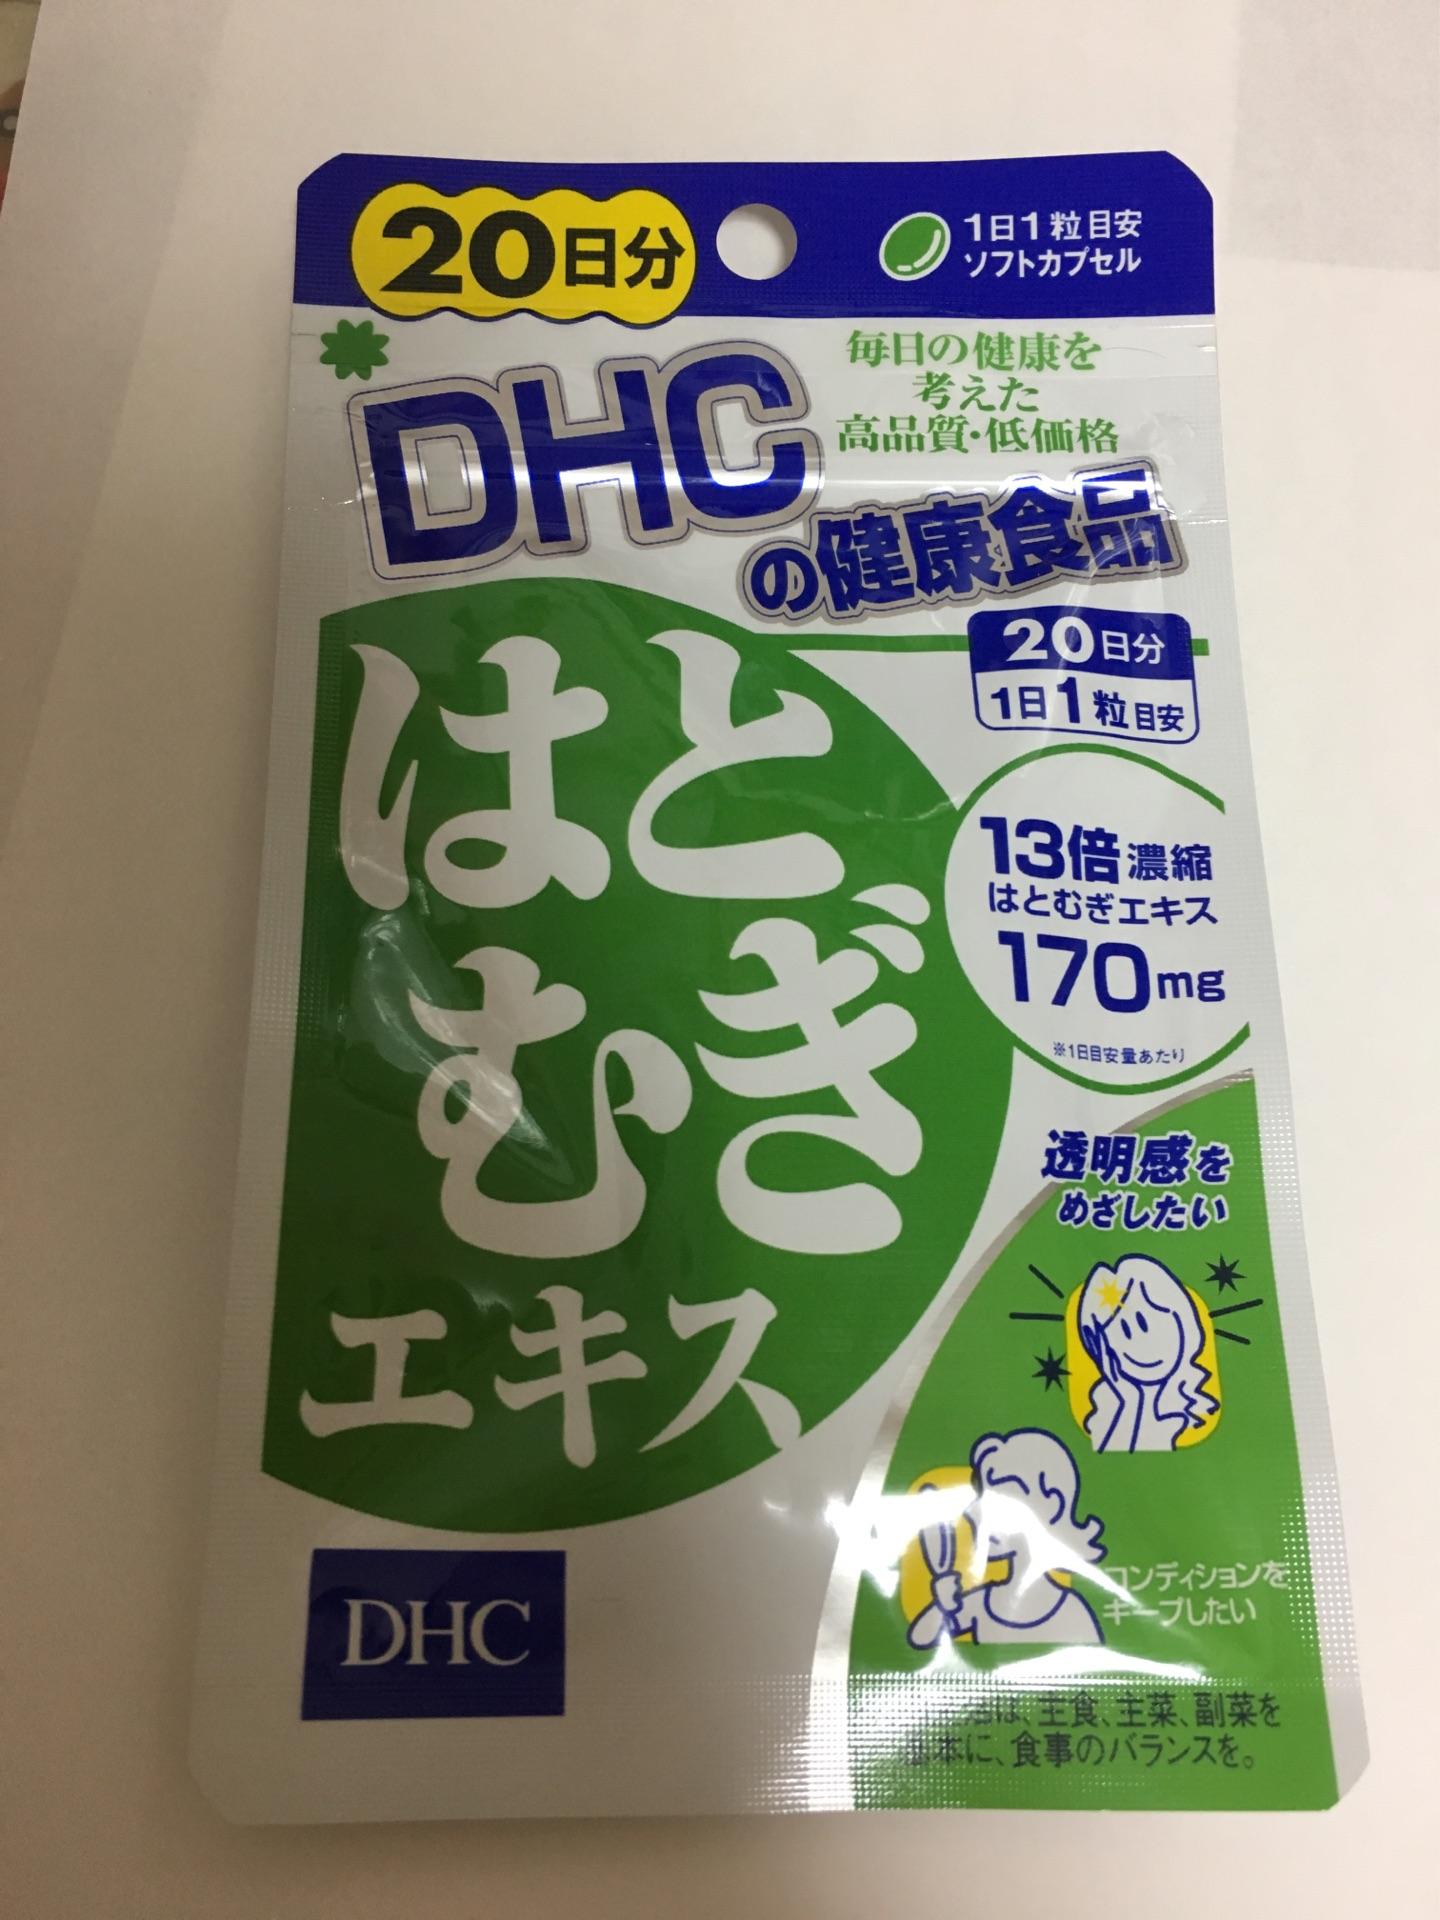 20日分
1日1粒目安
ソフトカプセル
毎日の健康を
考えた
高品質・低価格
DHC
の健康食品
20日分
1日1粒目安
はと
むぎ
エキス
13倍濃縮
はとむぎエキス
170mg
※1日目安量あたり
透明感を
めざしたい
コンディションを
キープしたい
DHC
は、主食、主菜、副菜を
基本に、食事のバランスを。